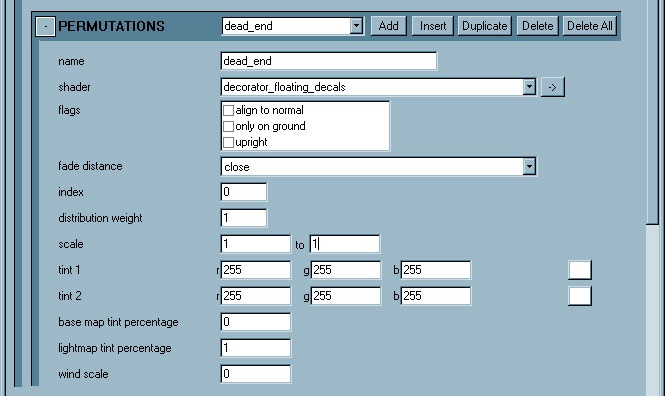 - PERMUTATIONS dead_end Add Insert Duplicate Delete Delete All
name dead_end
shader decorator_floating_decals ->
flags align to normal
only on ground
upright
fade distance close
index 0
distribution weight 1
scale 1 to 1
tint 1 r 255 g 255 b 255
tint 2 r 255 g 255 b 255
base map tint percentage 0
lightmap tint percentage 1
wind scale 0